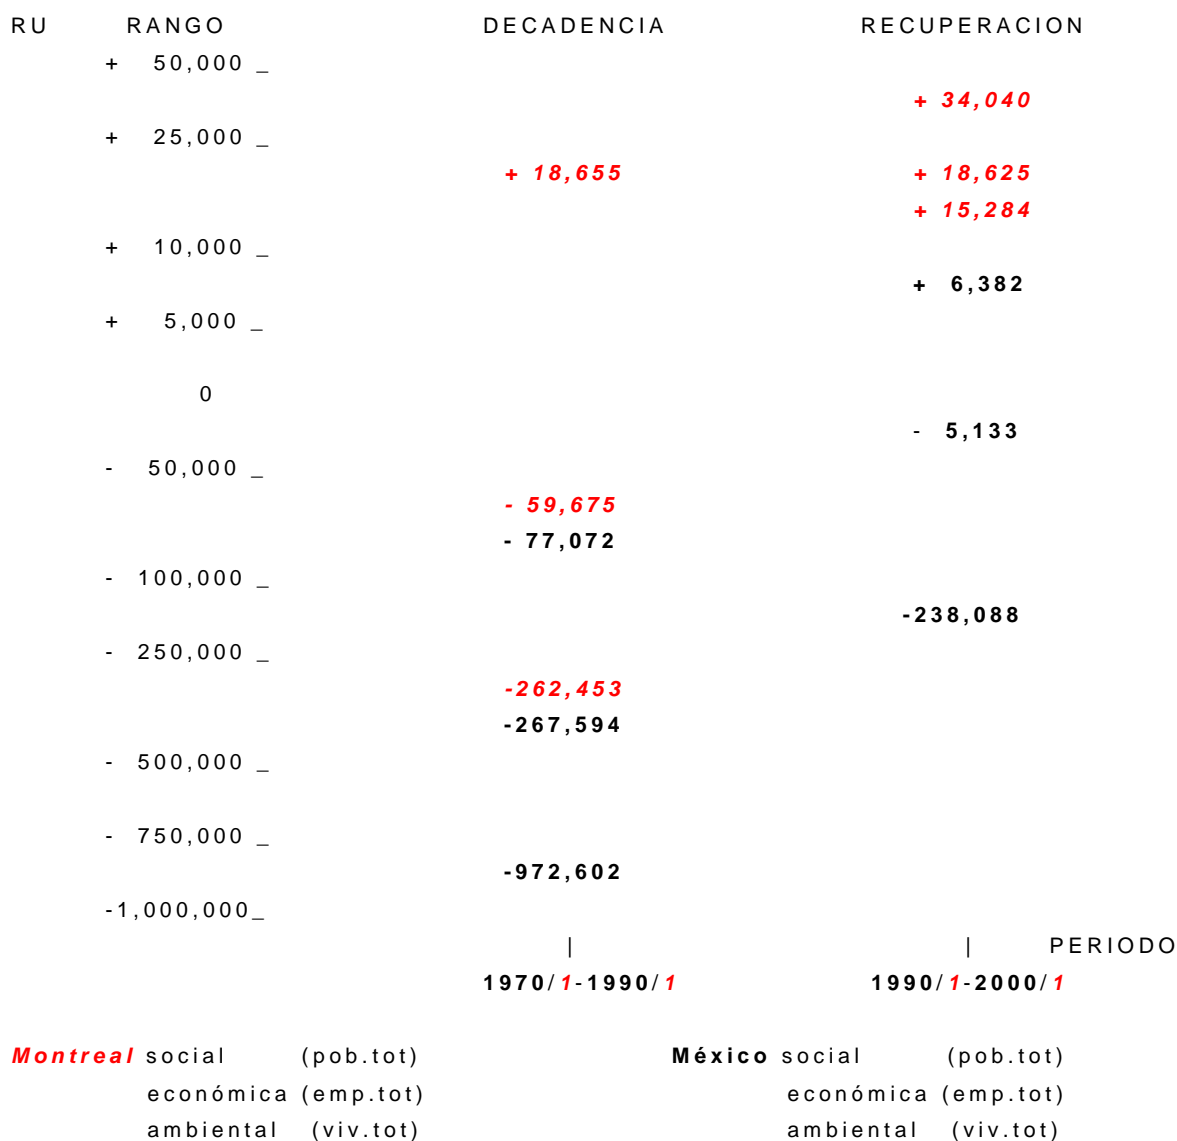 RU RANGO DECADENCIA RECUPERACION
+ 50,000 _
+ 34,040
+ 25,000 _
+ 18,655 + 18,625
+ 15,284
+ 10,000 _
+ 6,382
+ 5,000 _
0
- 5,133
- 50,000 _
- 59,675
- 77,072
- 100,000 _
-238,088
- 250,000 _
-262,453
-267,594
- 500,000 _
- 750,000 _
-972,602
-1,000,000_
| | PERIODO
1970/1-1990/1 1990/1-2000/1
Montreal social (pob.tot) México social (pob.tot)
económica (emp.tot) económica (emp.tot)
ambiental (viv.tot) ambiental (viv.tot)